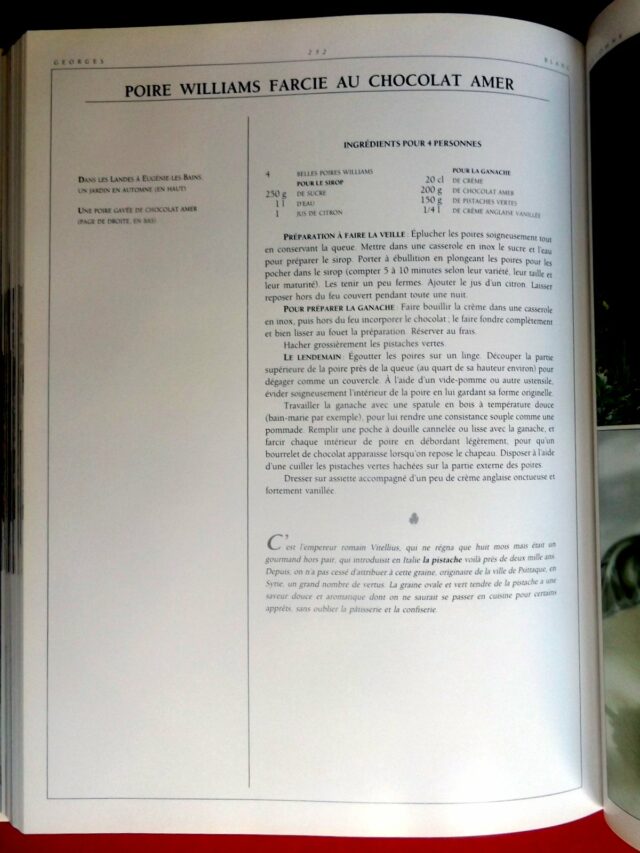 GEORGES
252
BLANC
POIRE WILLIAMS FARCIE AU CHOCOLAT AMER
DANS LES LANDES À EUGÉNIE-LES BAINS,
UN JARDIN EN AUTOMNE (EN HAUT)
UNE POIRE GAVÉE DE CHOCOLAT AMER
(PAGE DE DROITE, EN BAS)
INGRÉDIENTS POUR 4 PERSONNES
4 BELLES POIRES WILLIAMS
POUR LE SIROP
250 g DE SUCRE
1 l D'EAU
1 JUS DE CITRON
POUR LA GANACHE
20 cl DE CRÈME
200 g DE CHOCOLAT AMER
150 g DE PISTACHES VERTES
1/4 l DE CRÈME ANGLAISE VANILLÉE
PRÉPARATION À FAIRE LA VEILLE : Éplucher les poires soigneusement tout
en conservant la queue. Mettre dans une casserole en inox le sucre et l'eau
pour préparer le sirop. Porter à ébullition en plongeant les poires pour les
pocher dans le sirop (compter 5 à 10 minutes selon leur variété, leur taille et
leur maturité). Les tenir un peu fermes. Ajouter le jus d'un citron. Laisser
reposer hors du feu couvert pendant toute une nuit.
POUR PRÉPARER LA GANACHE : Faire bouillir la crème dans une casserole
en inox, puis hors du feu incorporer le chocolat ; le faire fondre complètement
et bien lisser au fouet la préparation. Réserver au frais.
Hacher grossièrement les pistaches vertes.
LE LENDEMAIN : Égoutter les poires sur un linge. Découper la partie
supérieure de la poire près de la queue (au quart de sa hauteur environ) pour
dégager comme un couvercle. À l'aide d'un vide-pomme ou autre ustensile,
évider soigneusement l'intérieur de la poire en lui gardant sa forme originelle.
Travailler la ganache avec une spatule en bois à température douce
(bain-marie par exemple), pour lui rendre une consistance souple comme une
pommade. Remplir une poche à douille cannelée ou lisse avec la ganache, et
farcir chaque intérieur de poire en débordant légèrement, pour qu'un
bourrelet de chocolat apparaisse lorsqu'on repose le chapeau. Disposer à l'aide
d'une cuiller les pistaches vertes hachées sur la partie externe des poires.
Dresser sur assiette accompagné d'un peu de crème anglaise onctueuse et
fortement vanillée.
C'est l'empereur romain Vitellius, qui ne régna que huit mois mais était un
gourmand hors pair, qui introduisit en Italie la pistache voilà près de deux mille ans.
Depuis, on n'a pas cessé d'attribuer à cette graine, originaire de la ville de Psittaque, en
Syrie, un grand nombre de vertus. La graine ovale et vert tendre de la pistache a une
saveur douce et aromatique dont on ne saurait se passer en cuisine pour certains
apprêts, sans oublier la pâtisserie et la confiserie.